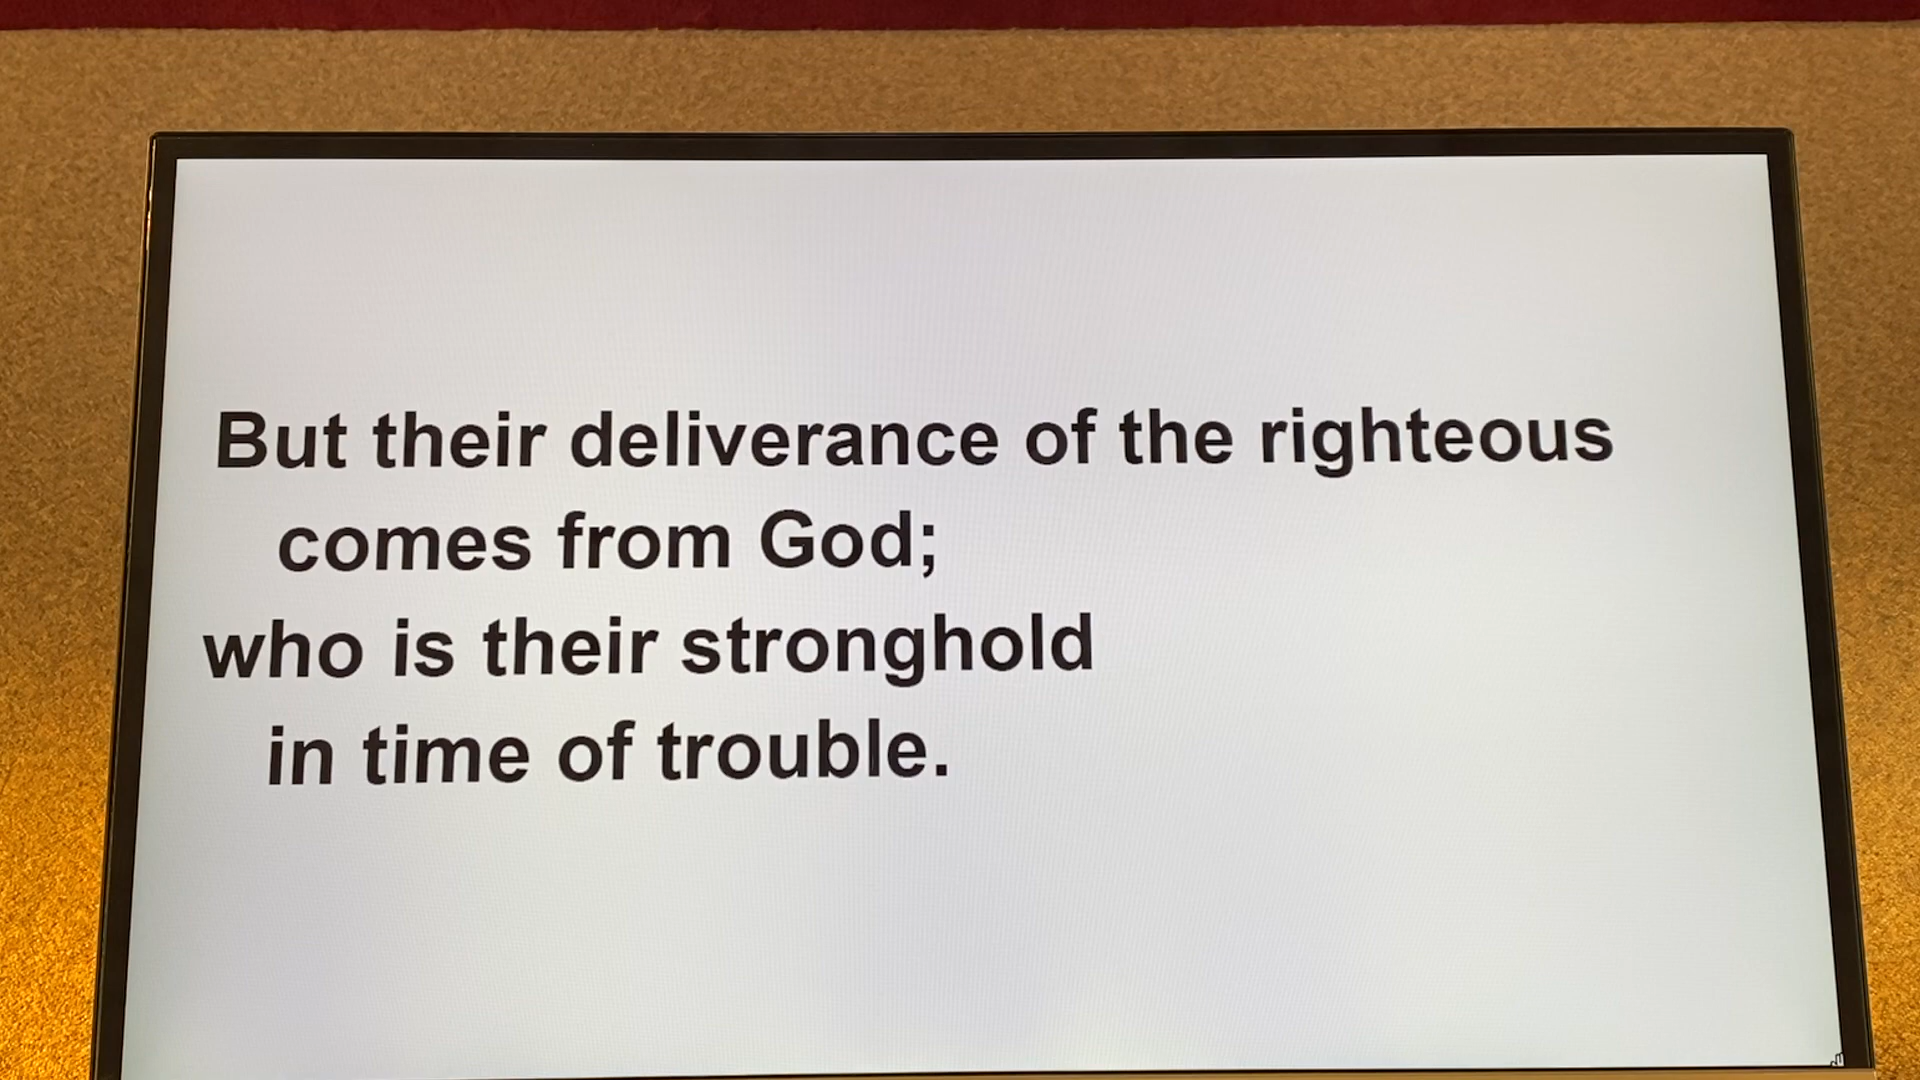 But their deliverance of the righteous
comes from God;
who is their stronghold
in time of trouble.